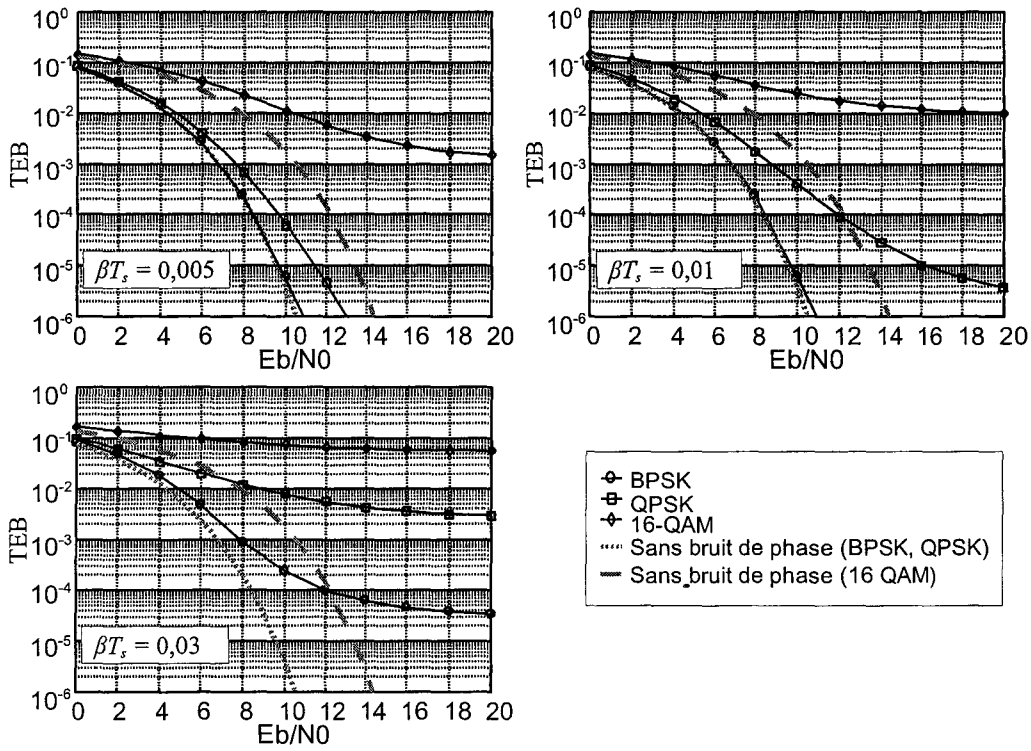 10^0
10^-1
10^-2
10^-3
10^-4
10^-5
10^-6
TEB
βT_s = 0,005
0 2 4 6 8 10 12 14 16 18 20
Eb/N0
10^0
10^-1
10^-2
10^-3
10^-4
10^-5
10^-6
TEB
βT_s = 0,01
0 2 4 6 8 10 12 14 16 18 20
Eb/N0
10^0
10^-1
10^-2
10^-3
10^-4
10^-5
10^-6
TEB
βT_s = 0,03
0 2 4 6 8 10 12 14 16 18 20
Eb/N0
BPSK
QPSK
16-QAM
Sans bruit de phase (BPSK, QPSK)
Sans bruit de phase (16 QAM)